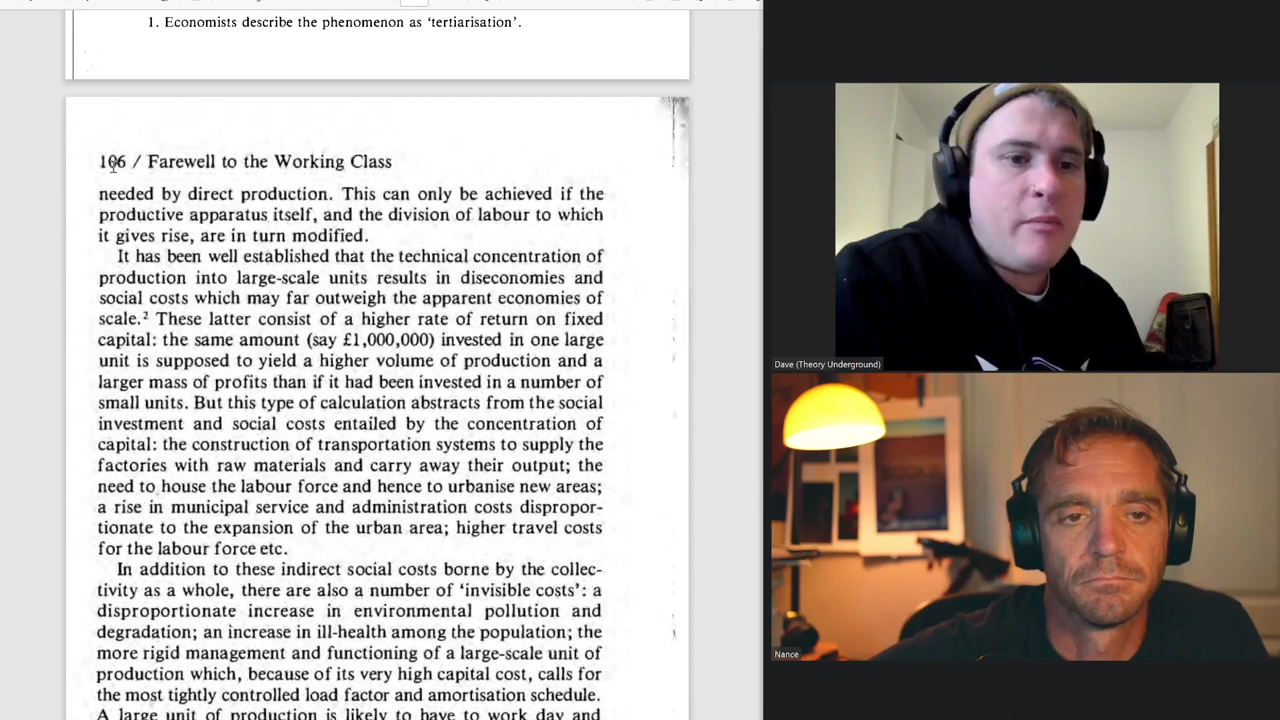 1. Economists describe the phenomenon as ‘tertiarisation’.
106 / Farewell to the Working Class
needed by direct production. This can only be achieved if the
productive apparatus itself, and the division of labour to which
it gives rise, are in turn modified.
It has been well established that the technical concentration of
production into large-scale units results in diseconomies and
social costs which may far outweigh the apparent economies of
scale.² These latter consist of a higher rate of return on fixed
capital: the same amount (say £1,000,000) invested in one large
unit is supposed to yield a higher volume of production and a
larger mass of profits than if it had been invested in a number of
small units. But this type of calculation abstracts from the social
investment and social costs entailed by the concentration of
capital: the construction of transportation systems to supply the
factories with raw materials and carry away their output; the
need to house the labour force and hence to urbanise new areas;
a rise in municipal service and administration costs dispropor-
tionate to the expansion of the urban area; higher travel costs
for the labour force etc.
In addition to these indirect social costs borne by the collec-
tivity as a whole, there are also a number of ‘invisible costs’: a
disproportionate increase in environmental pollution and
degradation; an increase in ill-health among the population; the
more rigid management and functioning of a large-scale unit of
production which, because of its very high capital cost, calls for
the most tightly controlled load factor and amortisation schedule.
A large unit of production is likely to have to work day and
Dave (Theory Underground)
Nance